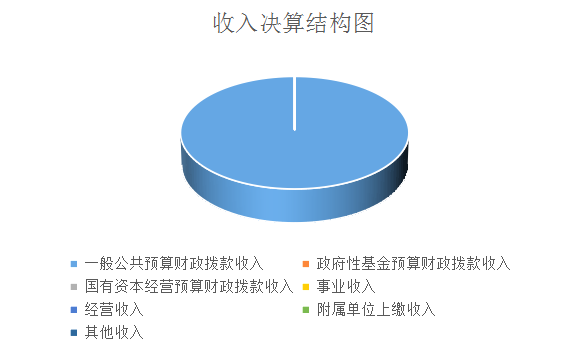 收入决算结构图
一般公共预算财政拨款收入
政府性基金预算财政拨款收入
国有资本经营预算财政拨款收入
事业收入
经营收入
附属单位上缴收入
其他收入